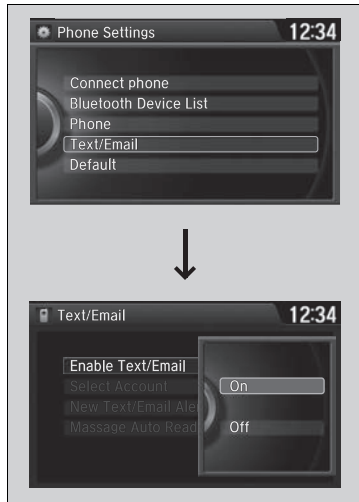 Phone Settings 12:34
Connect phone
Bluetooth Device List
Phone
Text/Email
Default
Text/Email 12:34
Enable Text/Email
Select Account
New Text/Email Ale
Massage Auto Read
On
Off